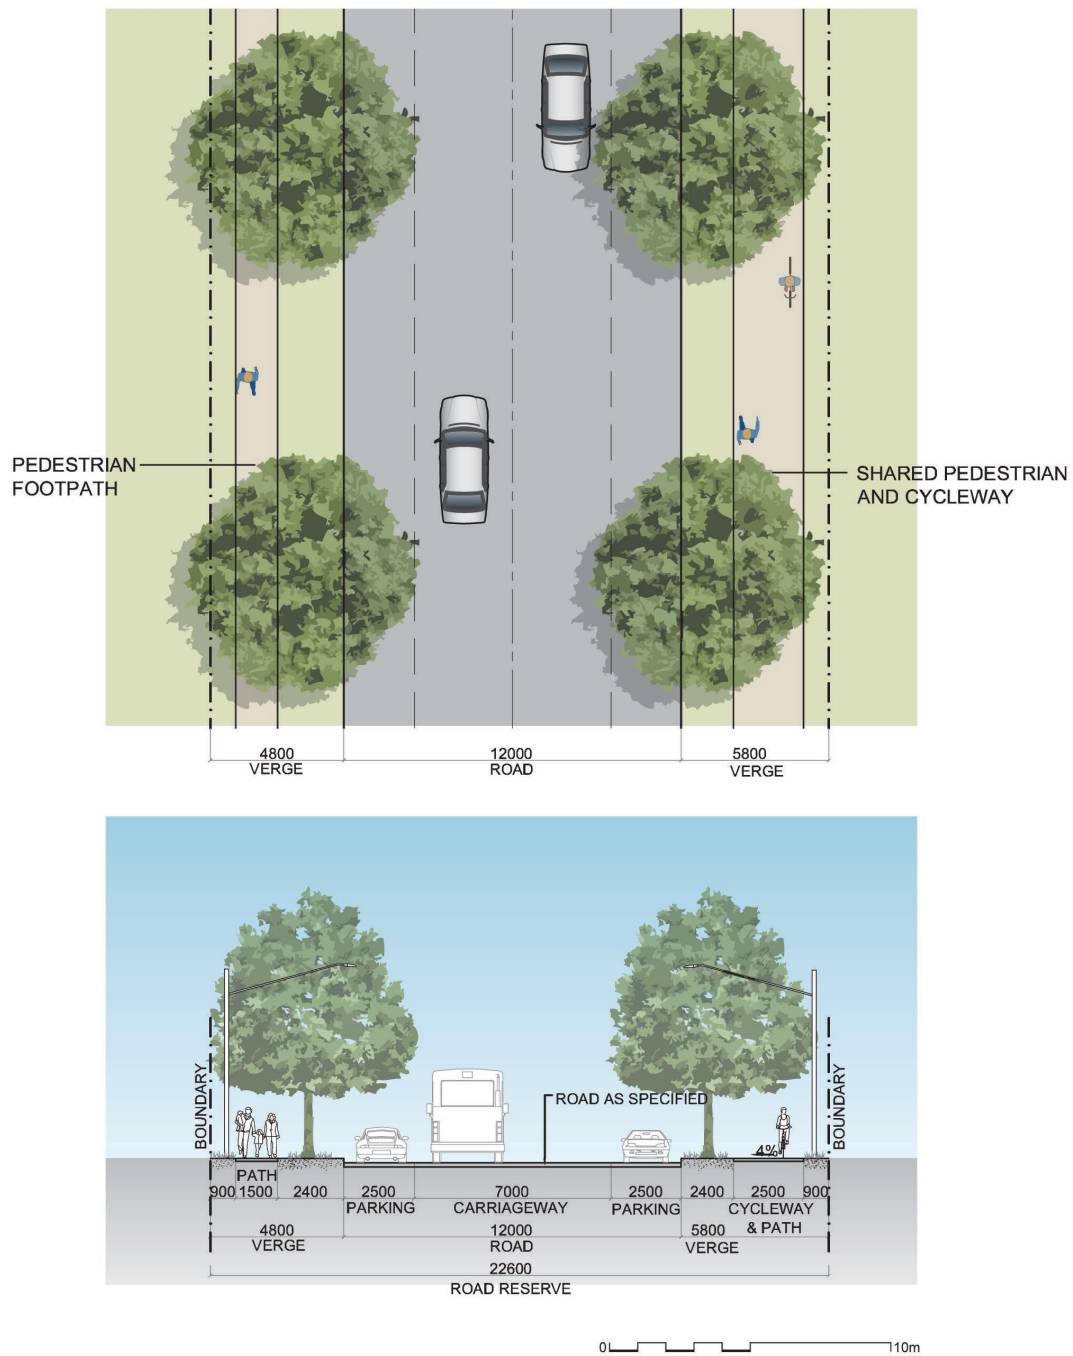 PEDESTRIAN
FOOTPATH
SHARED PEDESTRIAN
AND CYCLEWAY
4800 12000 5800
VERGE ROAD VERGE
BOUNDARY
BOUNDARY
ROAD AS SPECIFIED
4%
PATH
900 1500 2400 2500 7000 2500 2400 2500 900
PARKING CARRIAGEWAY PARKING CYCLEWAY
& PATH
4800 12000 5800
VERGE ROAD VERGE
22600
ROAD RESERVE
0 10m